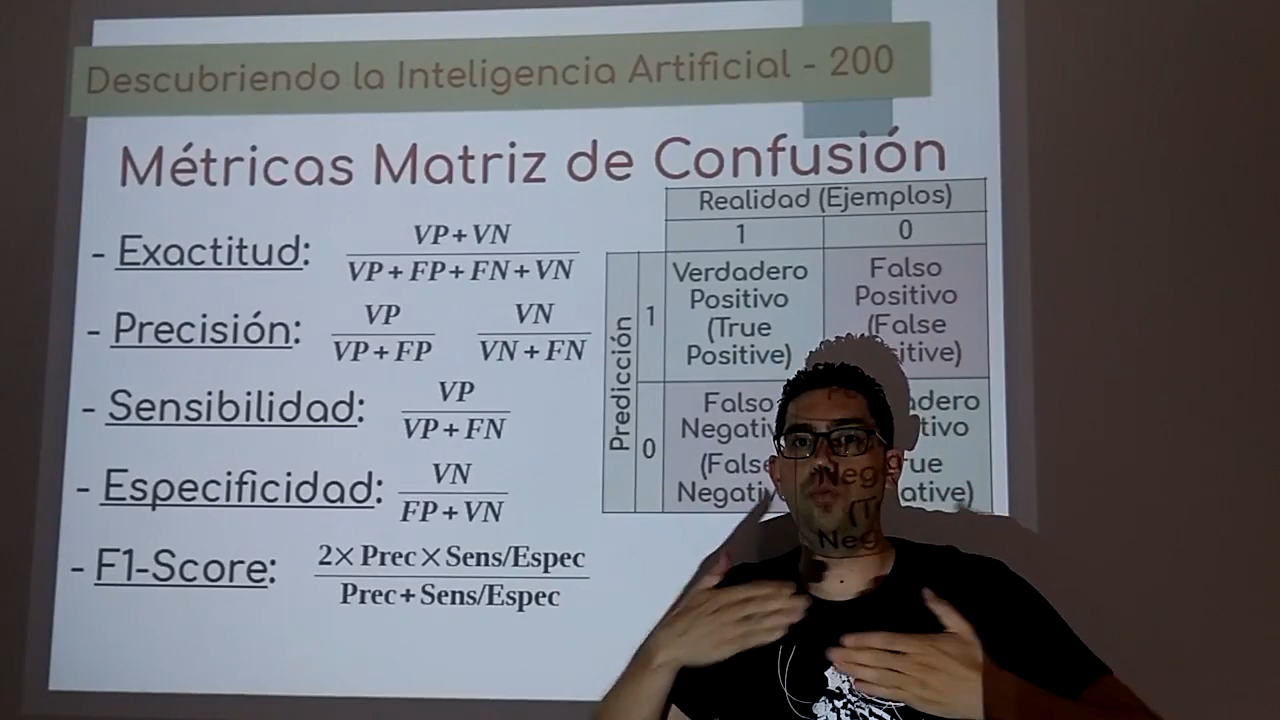 Descubriendo la Inteligencia Artificial - 200
Métricas Matriz de Confusión
- Exactitud: VP+VN / VP+FP+FN+VN
- Precisión: VP / VP+FP VN / VN+FN
- Sensibilidad: VP / VP+FN
- Especificidad: VN / FP+VN
- F1-Score: 2×Prec×Sens/Espec / Prec+Sens/Espec
Realidad (Ejemplos)
1 0
Predicción
1
Verdadero
Positivo
(True
Positive)
Falso
Positivo
(False
0
Falso
(False